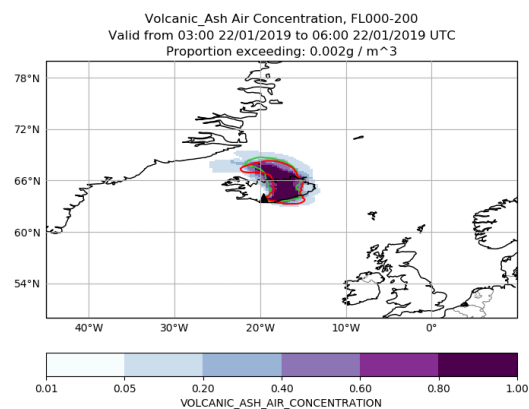 Volcanic_Ash Air Concentration, FL000-200
Valid from 03:00 22/01/2019 to 06:00 22/01/2019 UTC
Proportion exceeding: 0.002g / m^3
78°N
72°N
66°N
60°N
54°N
40°W 30°W 20°W 10°W 0°
0.01 0.05 0.20 0.40 0.60 0.80 1.00
VOLCANIC_ASH_AIR_CONCENTRATION